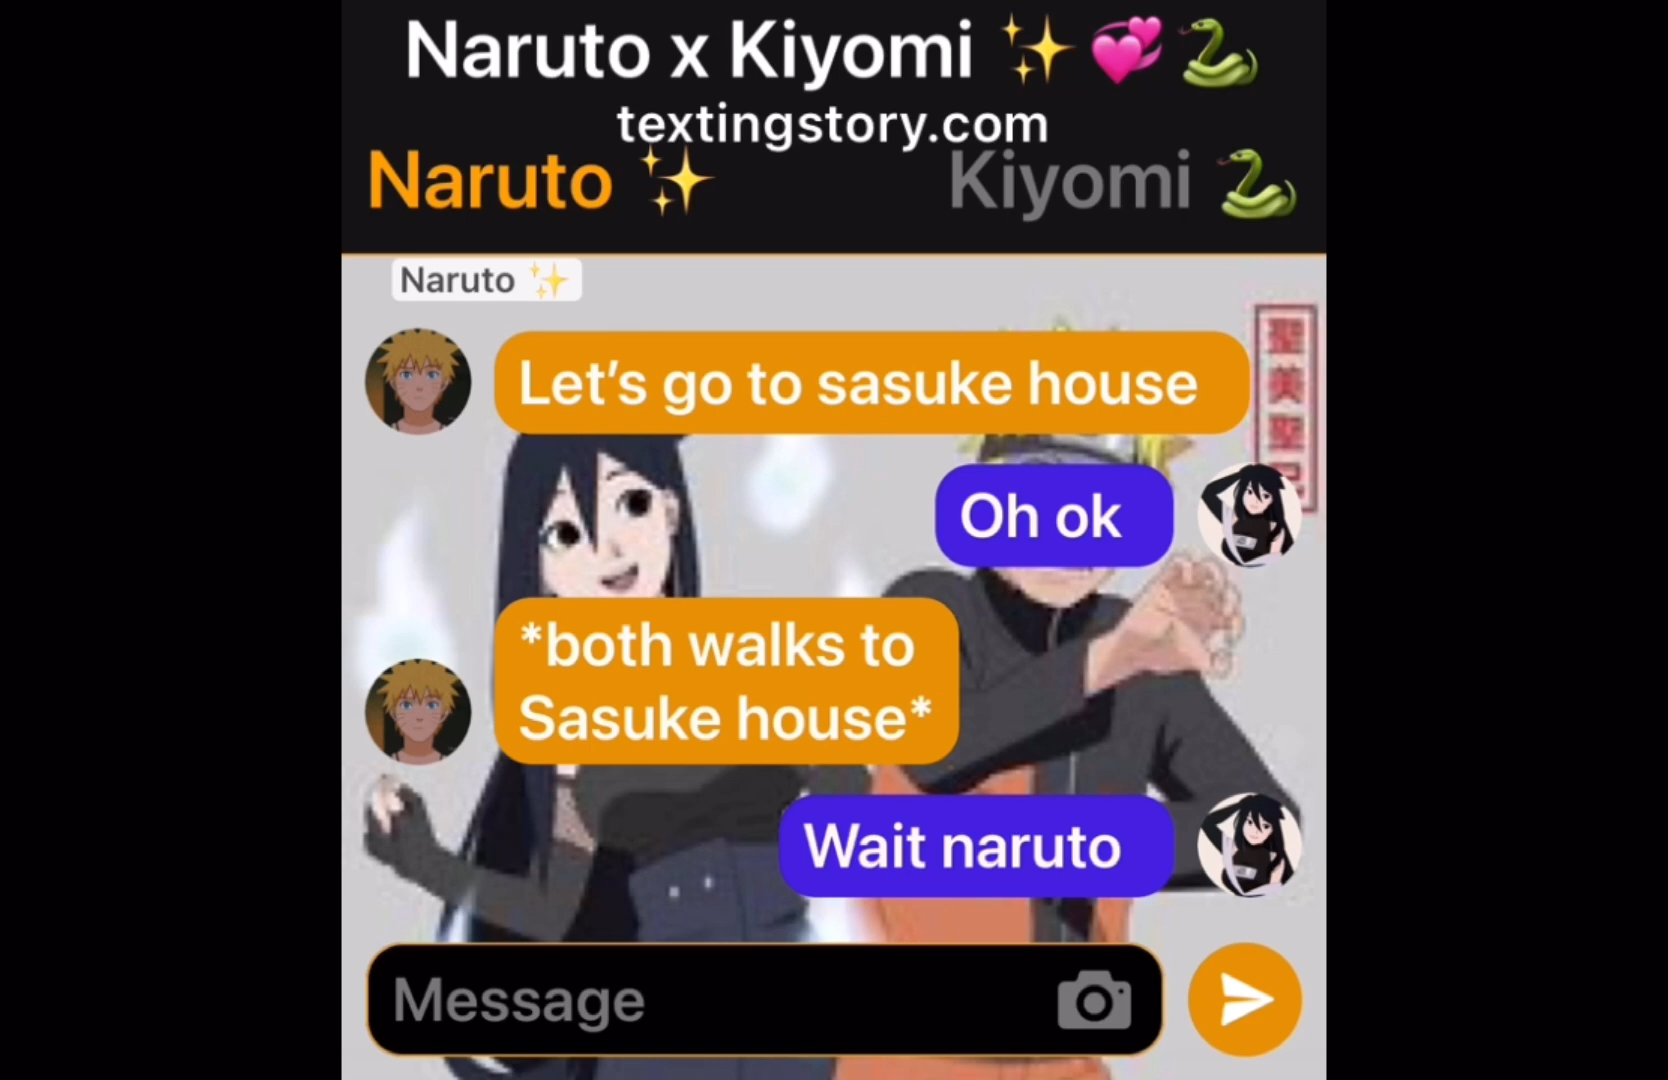 Naruto x Kiyomi ✨💞🐍
textingstory.com
Naruto ✨ Kiyomi 🐍
Naruto ✨
Let’s go to sasuke house
Oh ok
*both walks to
Sasuke house*
Wait naruto
Message